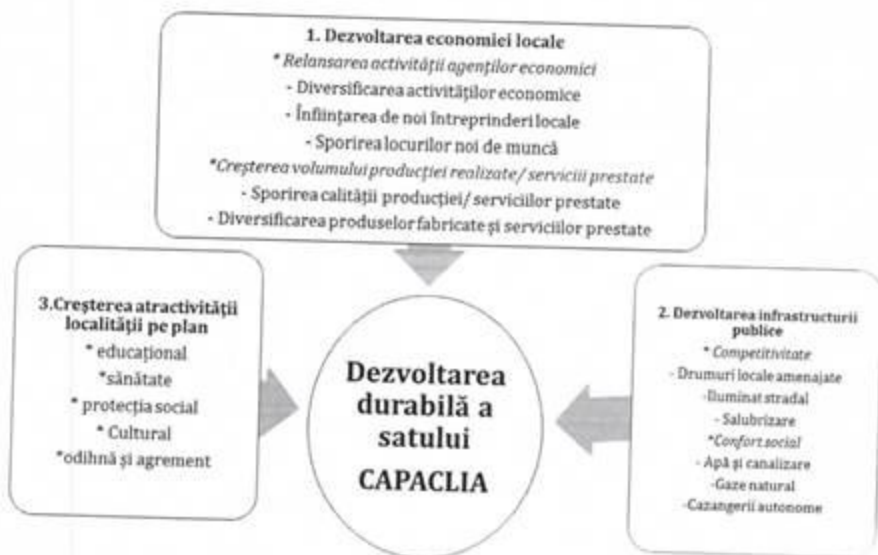 1. Dezvoltarea economiei locale
* Relansarea activității agenților economici
- Diversificarea activităților economice
- Înființarea de noi întreprinderi locale
- Sporirea locurilor noi de muncă
*Creșterea volumului producției realizate/ serviciii prestate
- Sporirea calității producției/ serviciilor prestate
- Diversificarea produselor fabricate și serviciilor prestate
3.Creșterea atractivității
localității pe plan
* educațional
*sănătate
* protecția social
* Cultural
*odihnă și agrement
Dezvoltarea
durabilă a
satului
CAPACLIA
2. Dezvoltarea infrastructurii
publice
* Competitivitate
- Drumuri locale amenajate
-Iluminat stradal
- Salubrizare
*Confort social
- Apă și canalizare
-Gaze natural
-Cazangerii autonome